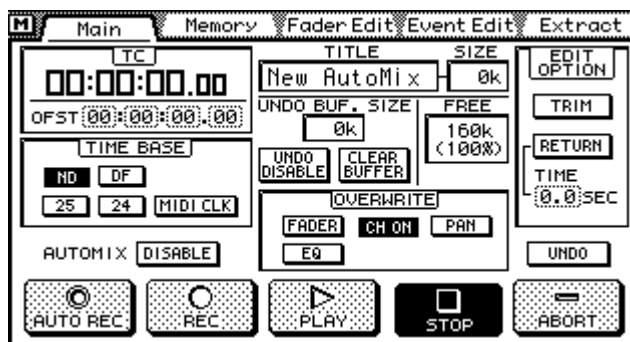 M Main Memory Fader Edit Event Edit Extract
TC
00:00:00.00
OFST 00:00:00.00
TITLE
New AutoMix
SIZE
0k
EDIT
OPTION
TRIM
RETURN
TIME
0.0 SEC
UNDO BUF. SIZE
0k
FREE
160k
(100%)
UNDO
DISABLE
CLEAR
BUFFER
TIME BASE
ND DF
25 24 MIDI CLK
OVERWRITE
FADER CH ON PAN
EQ
AUTOMIX DISABLE
UNDO
AUTO REC REC PLAY STOP ABORT